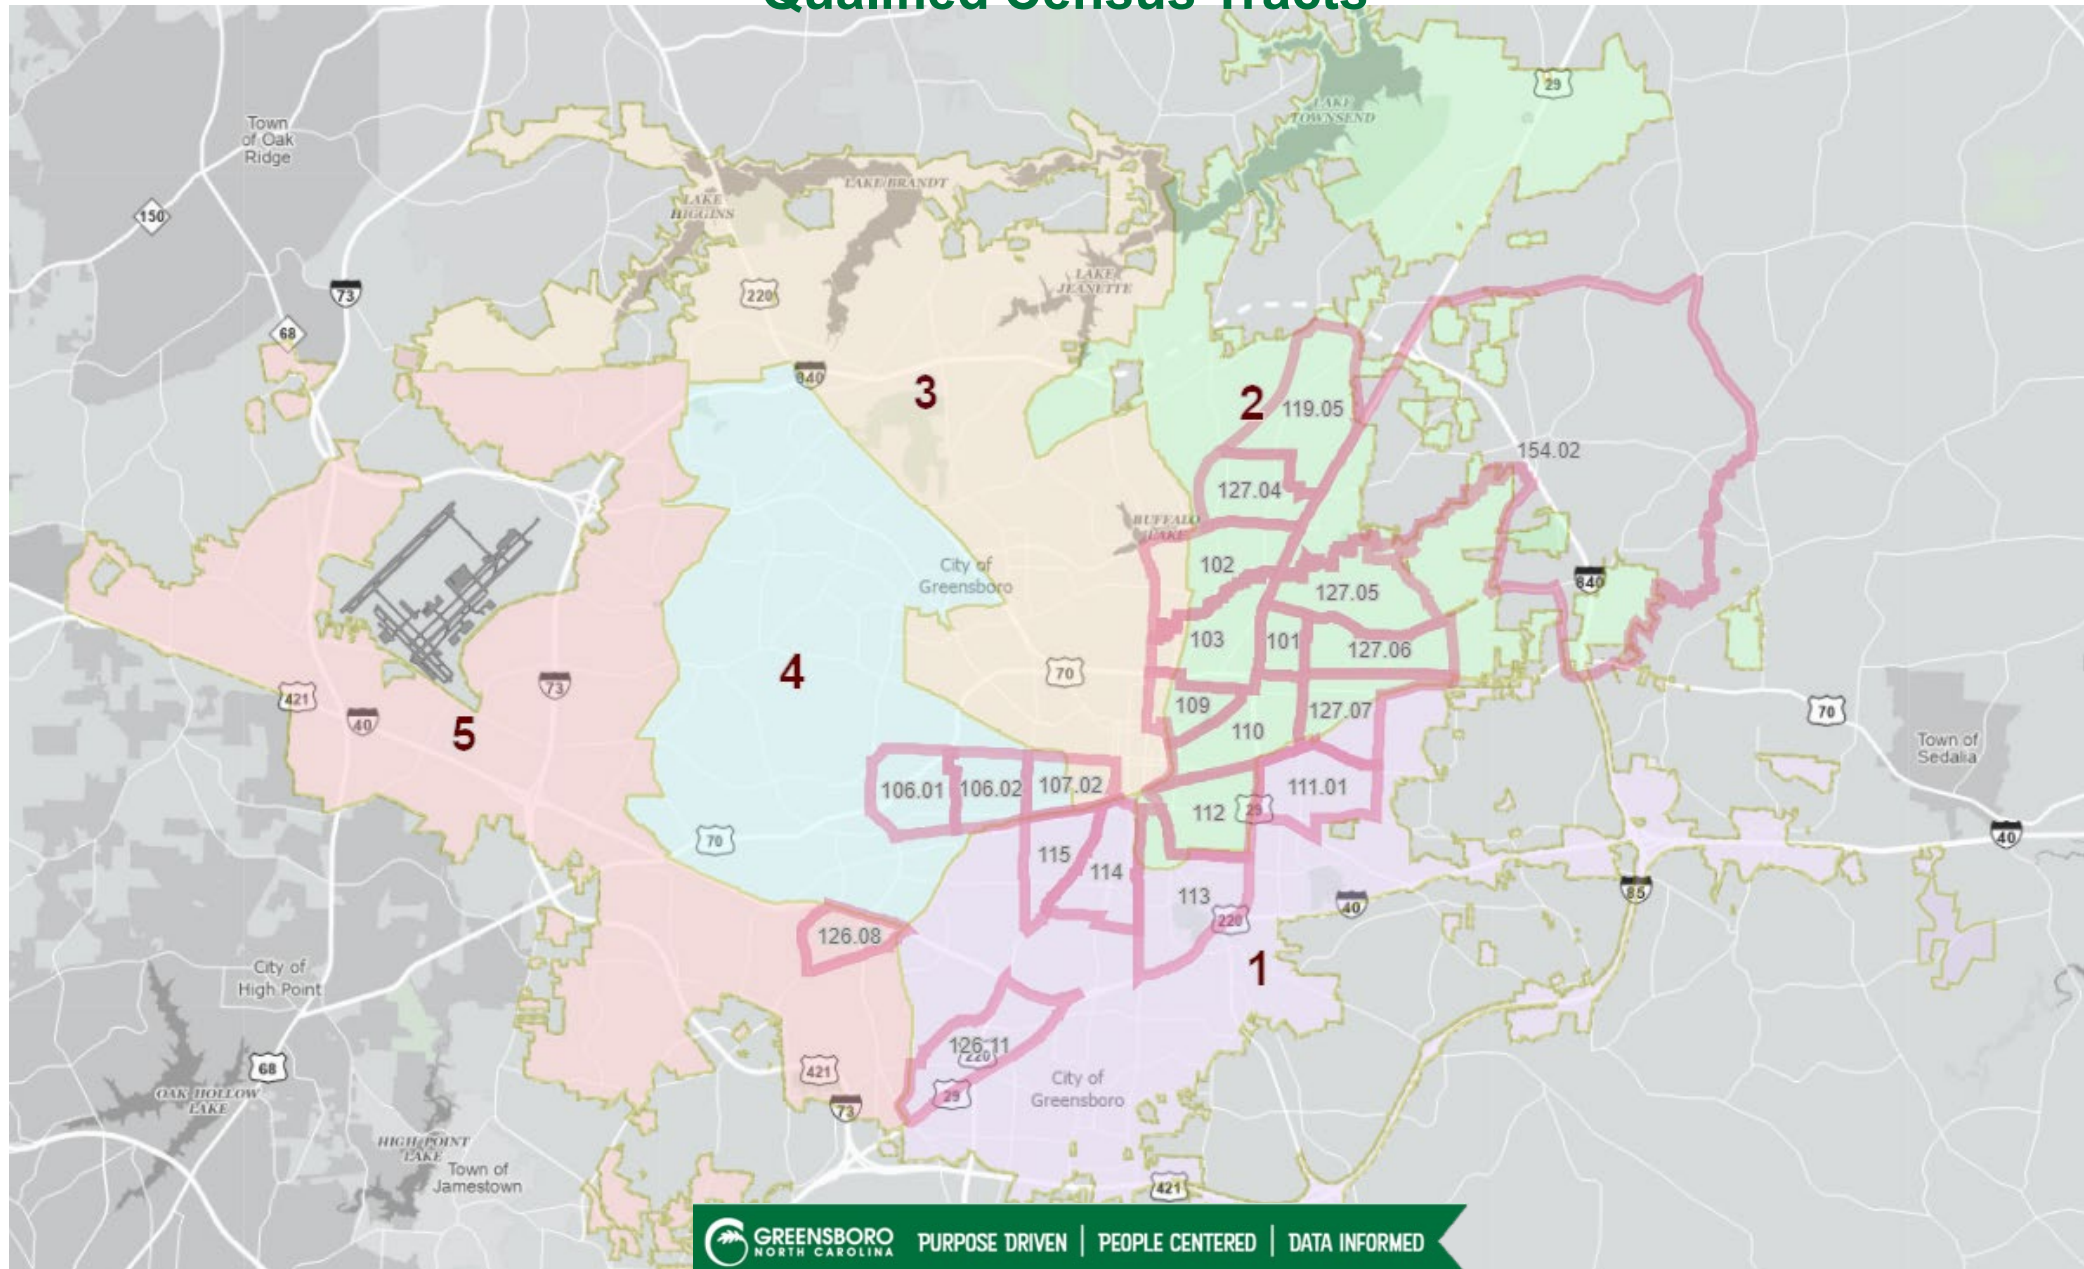 Qualified Census Tracts
29
LAKE
TOWNSEND
Town
of Oak
Ridge
LAKE BRANDT
LAKE
HIGGINS
150
LAKE
JEANETTE
73
220
68
840
3
2
119.05
154.02
127.04
BUFFALO
LAKE
City of
Greensboro
102
840
127.05
103
101
127.06
4
70
73
421
40
5
109
127.07
70
110
Town of
Sedalia
106.01
106.02
107.02
111.01
112
29
70
40
115
114
113
85
40
220
126.08
1
City of
High Point
126.11
220
68
421
29
City of
Greensboro
OAK HOLLOW
LAKE
73
HIGH POINT
LAKE
Town of
Jamestown
421
GREENSBORO
NORTH CAROLINA
PURPOSE DRIVEN | PEOPLE CENTERED | DATA INFORMED